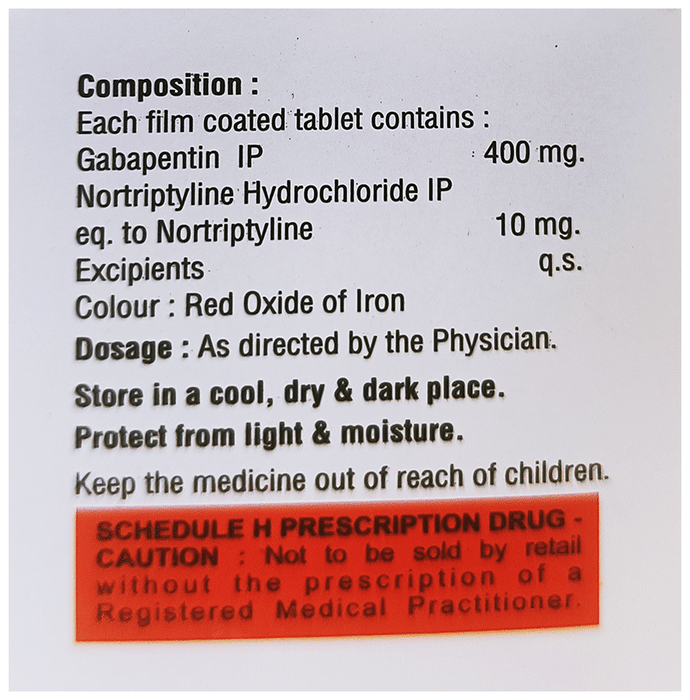 Composition :
Each film coated tablet contains :
Gabapentin IP : 400 mg.
Nortriptyline Hydrochloride IP
eq. to Nortriptyline 10 mg.
Excipients q.s.
Colour : Red Oxide of Iron
Dosage : As directed by the Physician.
Store in a cool, dry & dark place.
Protect from light & moisture.
Keep the medicine out of reach of children.
SCHEDULE H PRESCRIPTION DRUG -
CAUTION : Not to be sold by retail
without the prescription of a
Registered Medical Practitioner.